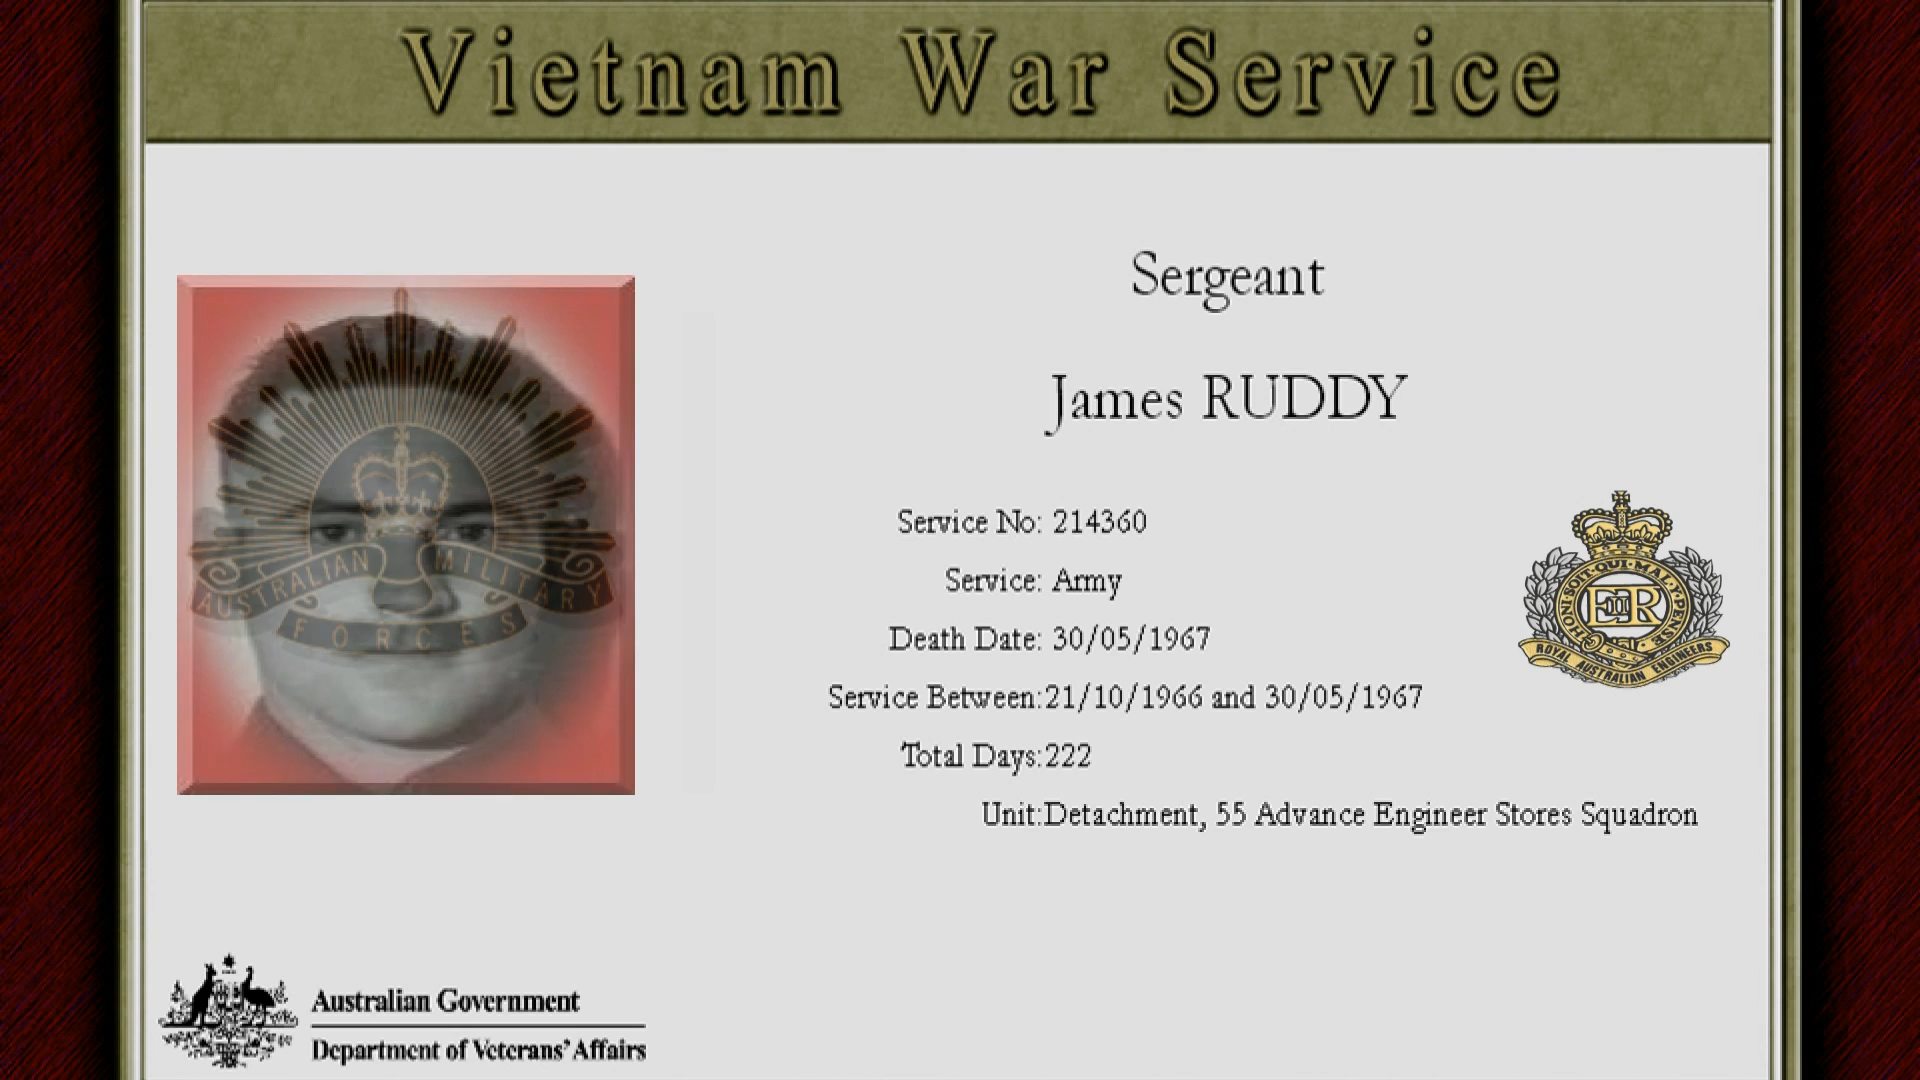 Vietnam War Service
Sergeant
James RUDDY
Service No: 214360
Service: Army
Death Date: 30/05/1967
Service Between:21/10/1966 and 30/05/1967
Total Days:222
Unit:Detachment, 55 Advance Engineer Stores Squadron
AUSTRALIAN MILITARY
FORCES
HONI·SOIT·QUI·MAL·Y·PENSE
EIIR
ROYAL AUSTRALIAN ENGINEERS
Australian Government
Department of Veterans' Affairs